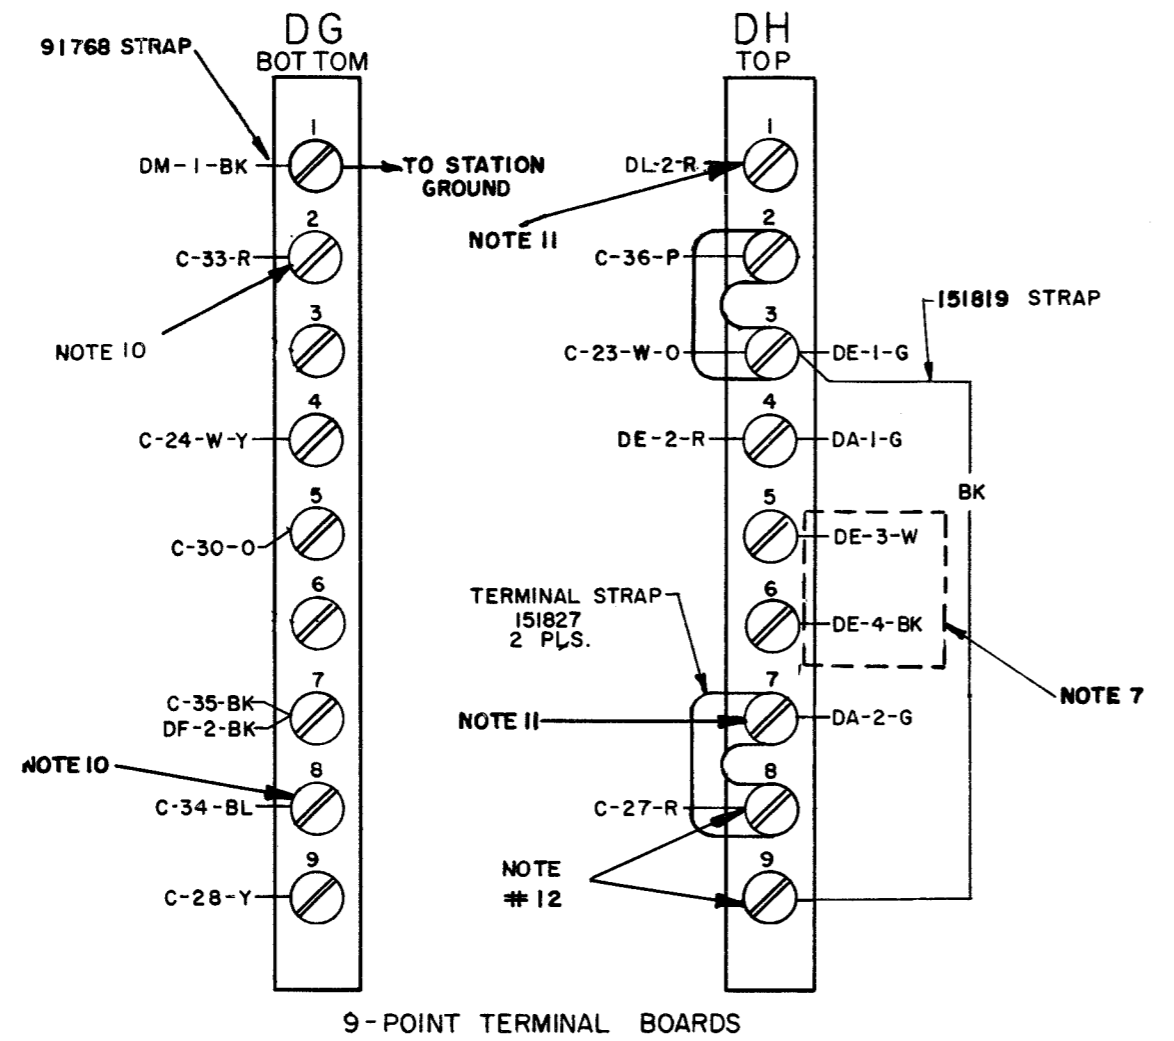 DG
BOTTOM
91768 STRAP
1
DM-1-BK
TO STATION
GROUND
2
C-33-R
NOTE 10
3
4
C-24-W-Y
5
C-30-O
6
7
C-35-BK
DF-2-BK
NOTE 10
8
C-34-BL
9
C-28-Y
DH
TOP
1
DL-2-R
NOTE 11
2
C-36-P
3
C-23-W-O
DE-1-G
151819 STRAP
4
DE-2-R
DA-1-G
BK
5
DE-3-W
6
DE-4-BK
TERMINAL STRAP
151827
2 PLS.
NOTE 7
7
NOTE 11
DA-2-G
8
C-27-R
NOTE
#12
9
9-POINT TERMINAL BOARDS